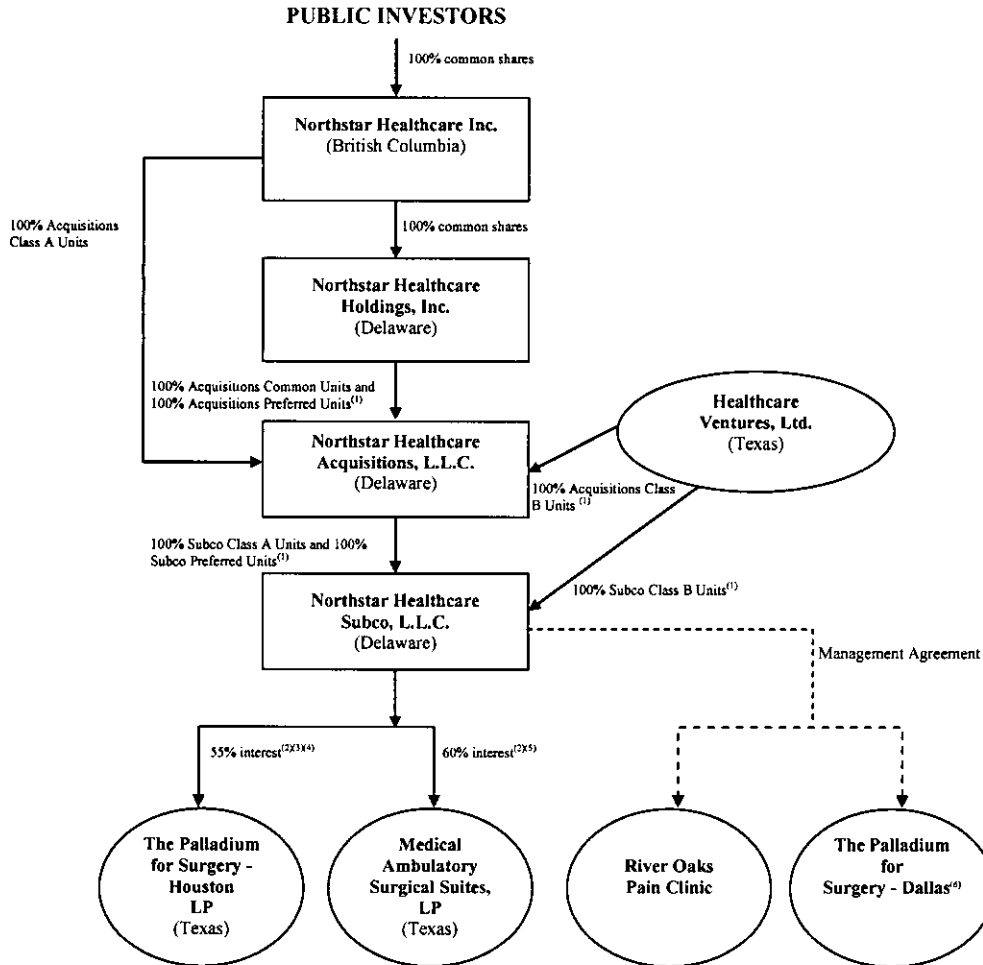 PUBLIC INVESTORS
100% common shares
Northstar Healthcare Inc.
(British Columbia)
100% Acquisitions
Class A Units
100% common shares
Northstar Healthcare
Holdings, Inc.
(Delaware)
100% Acquisitions Common Units and
100% Acquisitions Preferred Units(1)
Healthcare
Ventures, Ltd.
(Texas)
Northstar Healthcare
Acquisitions, L.L.C.
(Delaware)
100% Acquisitions Class
B Units (1)
100% Subco Class A Units and 100%
Subco Preferred Units(1)
100% Subco Class B Units(1)
Northstar Healthcare
Subco, L.L.C.
(Delaware)
Management Agreement
55% interest(2)(3)(4)
60% interest(2)(5)
The Palladium
for Surgery -
Houston
LP
(Texas)
Medical
Ambulatory
Surgical Suites,
LP
(Texas)
River Oaks
Pain Clinic
The Palladium
for
Surgery - Dallas(6)